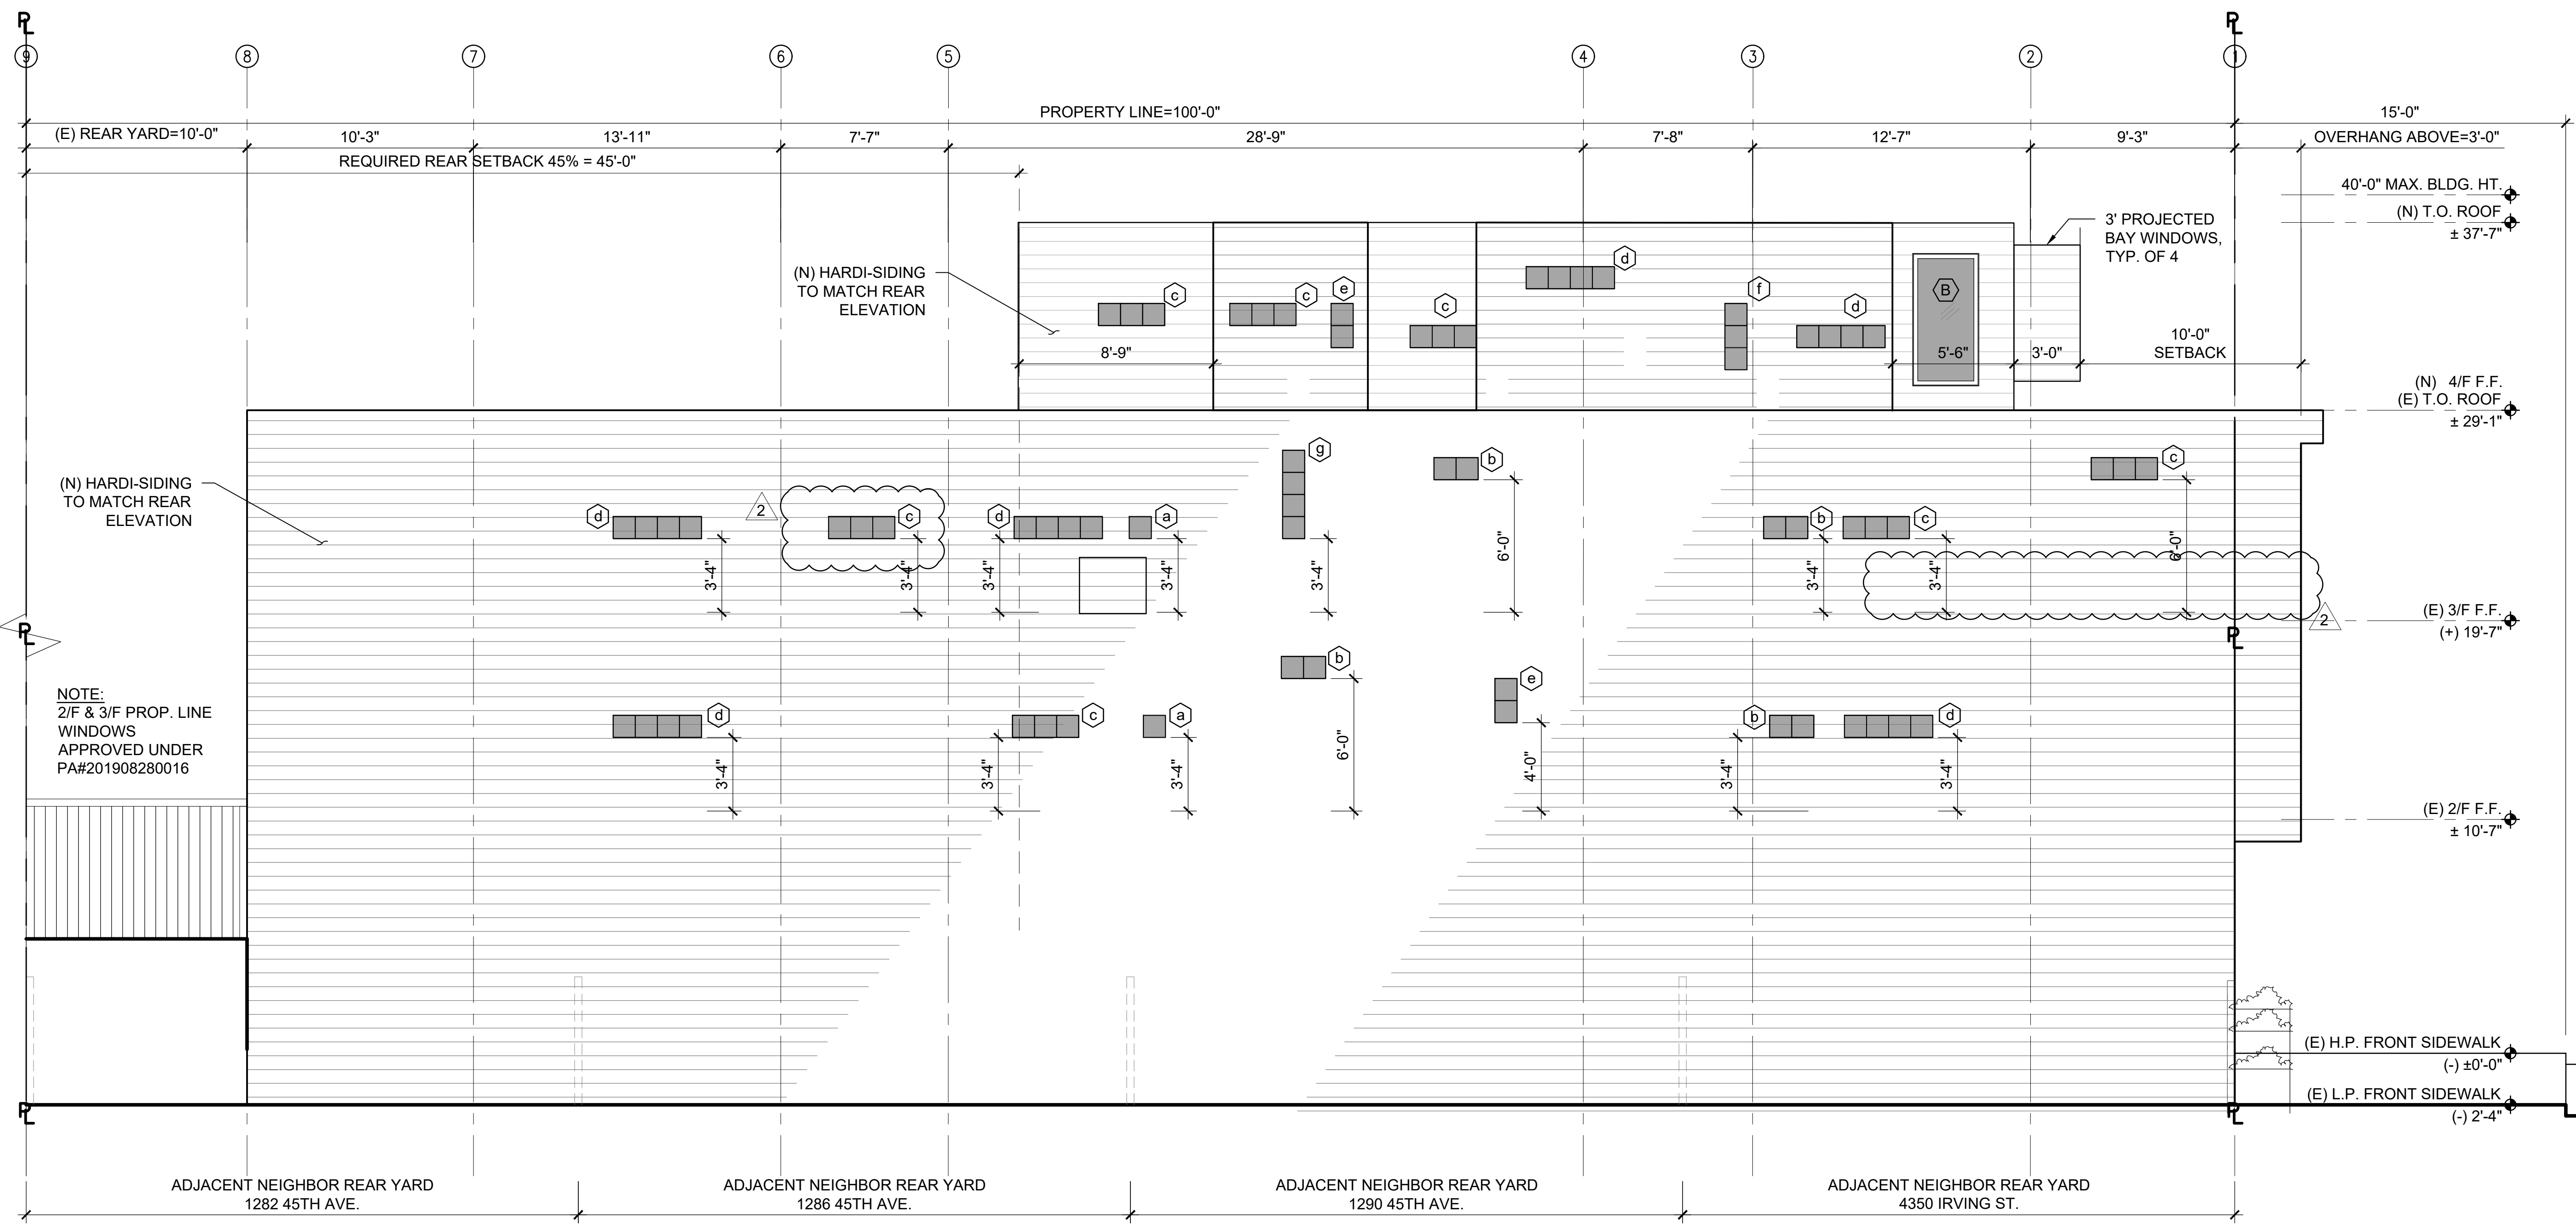 PL
PL
9
8
7
6
5
4
3
2
1
PROPERTY LINE=100'-0"
15'-0"
(E) REAR YARD=10'-0"
10'-3"
13'-11"
7'-7"
28'-9"
7'-8"
12'-7"
9'-3"
OVERHANG ABOVE=3'-0"
REQUIRED REAR SETBACK 45% = 45'-0"
40'-0" MAX. BLDG. HT.
(N) T.O. ROOF
± 37'-7"
3' PROJECTED
BAY WINDOWS,
TYP. OF 4
(N) HARDI-SIDING
TO MATCH REAR
ELEVATION
c
c
e
c
d
f
d
B
8'-9"
5'-6"
3'-0"
10'-0"
SETBACK
(N) 4/F F.F.
(E) T.O. ROOF
± 29'-1"
g
b
c
(N) HARDI-SIDING
TO MATCH REAR
ELEVATION
d
2
c
d
a
b
c
3'-4"
3'-4"
3'-4"
3'-4"
3'-4"
6'-0"
3'-4"
3'-4"
6'-0"
(E) 3/F F.F.
(+) 19'-7"
2
PL
PL
NOTE:
2/F & 3/F PROP. LINE
WINDOWS
APPROVED UNDER
PA#201908280016
b
e
d
c
a
b
d
3'-4"
3'-4"
3'-4"
6'-0"
4'-0"
3'-4"
3'-4"
(E) 2/F F.F.
± 10'-7"
(E) H.P. FRONT SIDEWALK
(-) ±0'-0"
(E) L.P. FRONT SIDEWALK
(-) 2'-4"
PL
PL
ADJACENT NEIGHBOR REAR YARD
1282 45TH AVE.
ADJACENT NEIGHBOR REAR YARD
1286 45TH AVE.
ADJACENT NEIGHBOR REAR YARD
1290 45TH AVE.
ADJACENT NEIGHBOR REAR YARD
4350 IRVING ST.